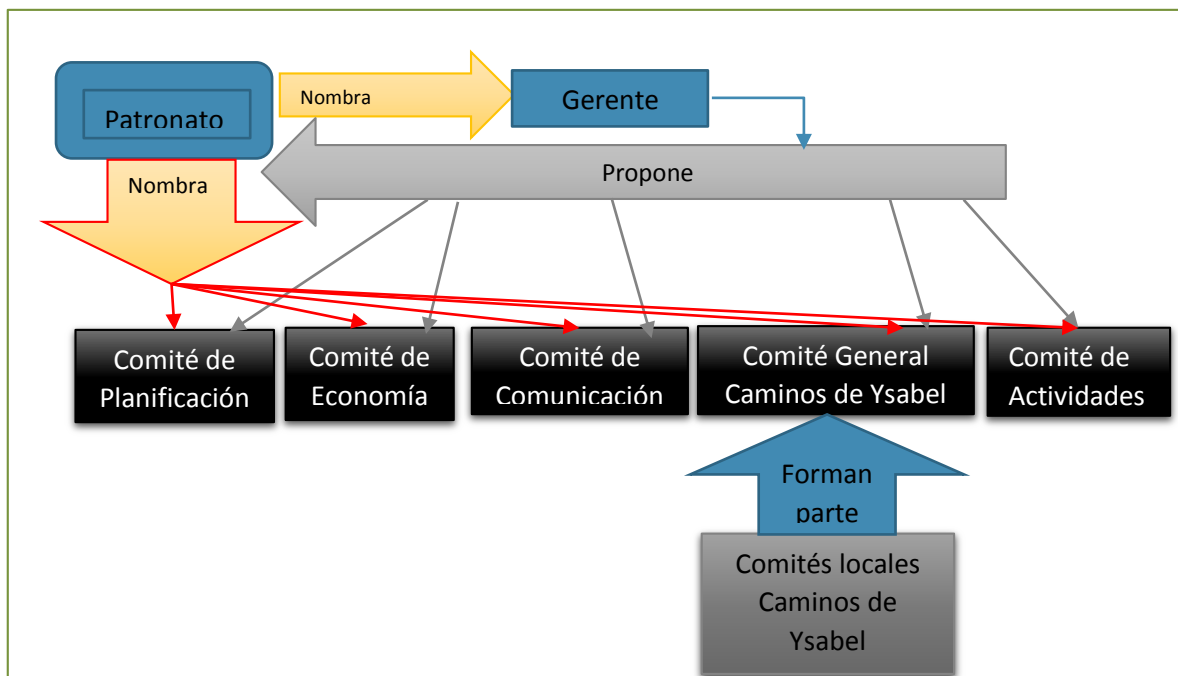 Patronato
Nombra
Gerente
Propone
Nombra
Comité de
Planificación
Comité de
Economía
Comité de
Comunicación
Comité General
Caminos de Ysabel
Comité de
Actividades
Forman
parte
Comités locales
Caminos de
Ysabel